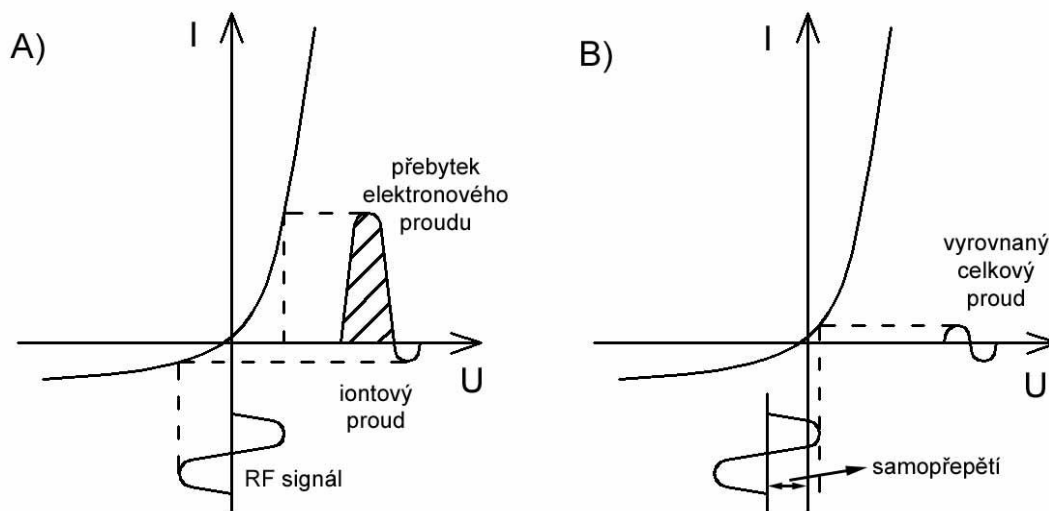 A)
I
přebytek
elektronového
proudu
U
iontový
proud
RF signál
B)
I
vyrovnaný
celkový
proud
U
samopřepětí